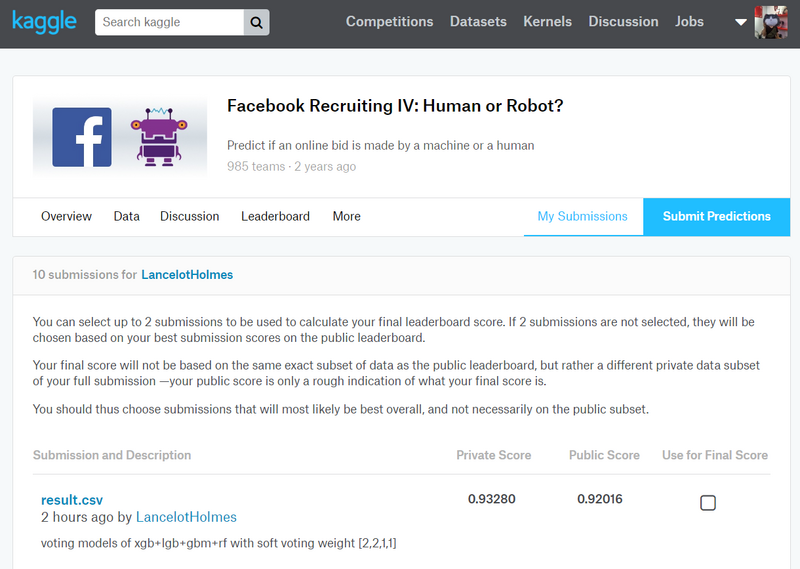 kaggle
Search kaggle
Competitions Datasets Kernels Discussion Jobs
f
Facebook Recruiting IV: Human or Robot?
Predict if an online bid is made by a machine or a human
985 teams · 2 years ago
Overview Data Discussion Leaderboard More My Submissions Submit Predictions
10 submissions for LancelotHolmes
You can select up to 2 submissions to be used to calculate your final leaderboard score. If 2 submissions are not selected, they will be
chosen based on your best submission scores on the public leaderboard.
Your final score will not be based on the same exact subset of data as the public leaderboard, but rather a different private data subset
of your full submission —your public score is only a rough indication of what your final score is.
You should thus choose submissions that will most likely be best overall, and not necessarily on the public subset.
Submission and Description Private Score Public Score Use for Final Score
result.csv 0.93280 0.92016
2 hours ago by LancelotHolmes
voting models of xgb+lgb+gbm+rf with soft voting weight [2,2,1,1]